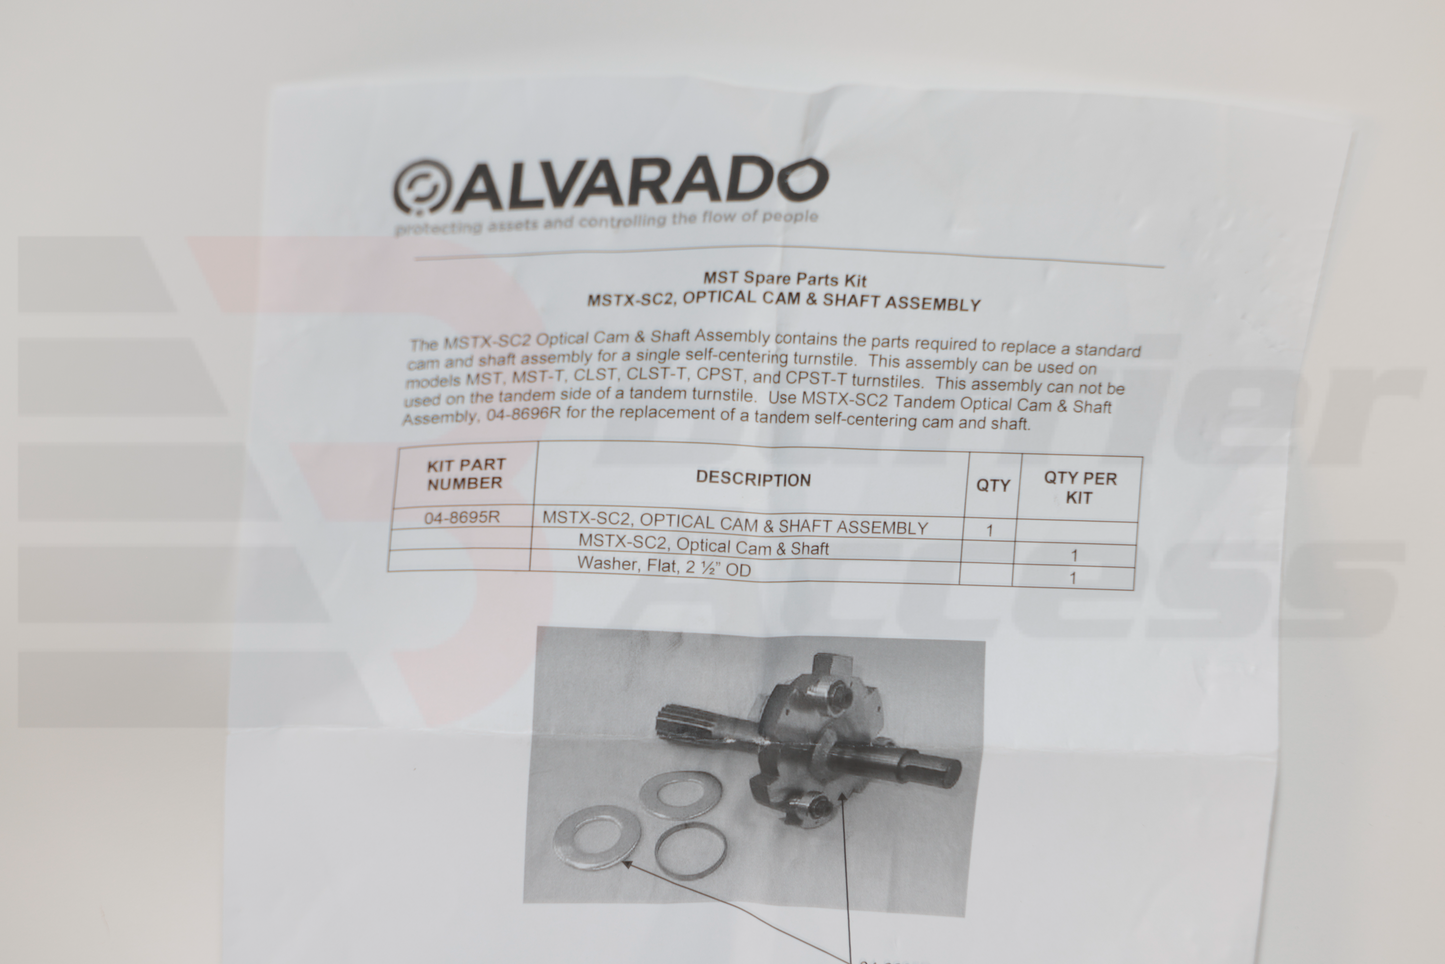 ALVARADO
protecting assets and controlling the flow of people
MST Spare Parts Kit
MSTX-SC2, OPTICAL CAM & SHAFT ASSEMBLY
The MSTX-SC2 Optical Cam & Shaft Assembly contains the parts required to replace a standard
cam and shaft assembly for a single self-centering turnstile. This assembly can be used on
models MST, MST-T, CLST, CLST-T, CPST, and CPST-T turnstiles. This assembly can not be
used on the tandem side of a tandem turnstile. Use MSTX-SC2 Tandem Optical Cam & Shaft
Assembly, 04-8696R for the replacement of a tandem self-centering cam and shaft.
KIT PART NUMBER DESCRIPTION QTY QTY PER KIT
04-8695R MSTX-SC2, OPTICAL CAM & SHAFT ASSEMBLY 1
MSTX-SC2, Optical Cam & Shaft 1
Washer, Flat, 2 ½" OD 1
Barrier
Access